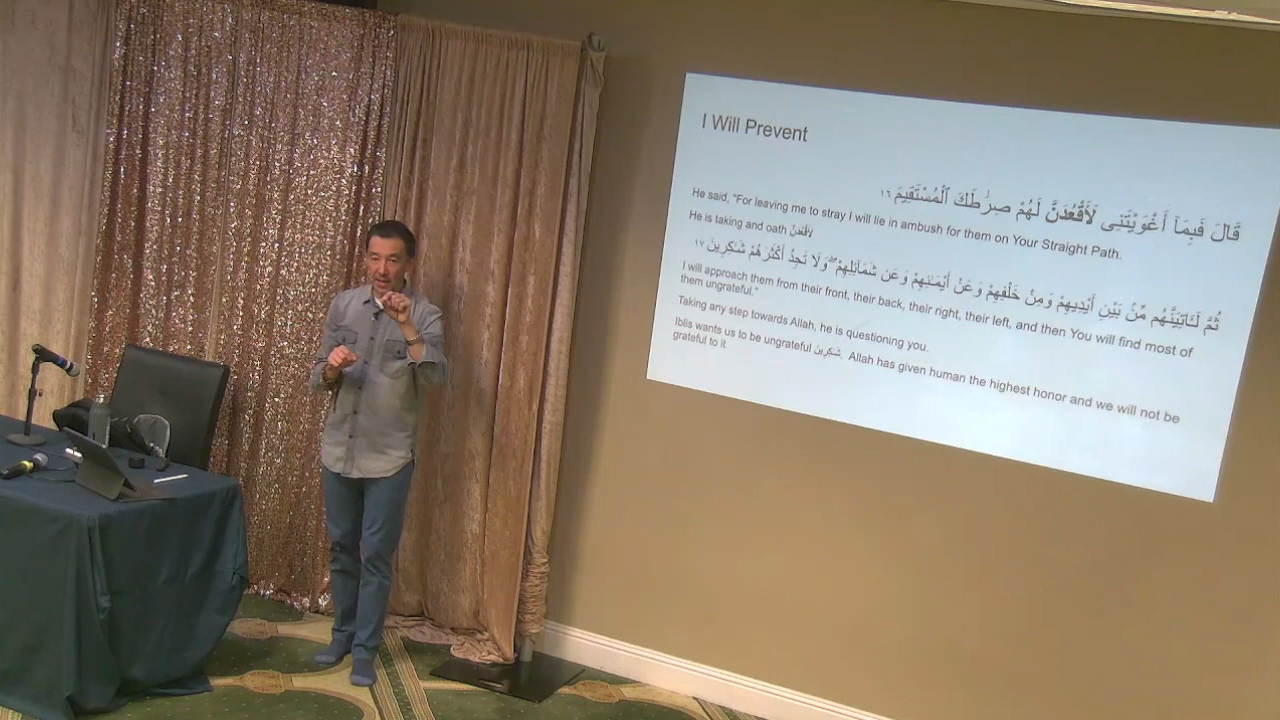 I Will Prevent
قَالَ فَبِمَآ أَغْوَيْتَنِى لَأَقْعُدَنَّ لَهُمْ صِرَٰطَكَ ٱلْمُسْتَقِيمَ ١٦
He said, "For leaving me to stray I will lie in ambush for them on Your Straight Path.
He is taking and oath لَأَقْعُدَنَّ
ثُمَّ لَـَٔاتِيَنَّهُم مِّنۢ بَيْنِ أَيْدِيهِمْ وَمِنْ خَلْفِهِمْ وَعَنْ أَيْمَـٰنِهِمْ وَعَن شَمَآئِلِهِمْ ۖ وَلَا تَجِدُ أَكْثَرَهُمْ شَـٰكِرِينَ ١٧
I will approach them from their front, their back, their right, their left, and then You will find most of
them ungrateful."
Taking any step towards Allah, he is questioning you.
Iblis wants us to be ungrateful شَـٰكِرِينَ. Allah has given human the highest honor and we will not be
grateful to it.